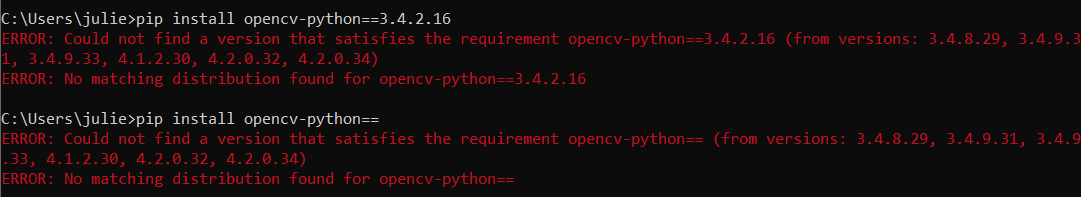 C:\Users\julie>pip install opencv-python==3.4.2.16
ERROR: Could not find a version that satisfies the requirement opencv-python==3.4.2.16 (from versions: 3.4.8.29, 3.4.9.3
1, 3.4.9.33, 4.1.2.30, 4.2.0.32, 4.2.0.34)
ERROR: No matching distribution found for opencv-python==3.4.2.16
C:\Users\julie>pip install opencv-python==
ERROR: Could not find a version that satisfies the requirement opencv-python== (from versions: 3.4.8.29, 3.4.9.31, 3.4.9
.33, 4.1.2.30, 4.2.0.32, 4.2.0.34)
ERROR: No matching distribution found for opencv-python==